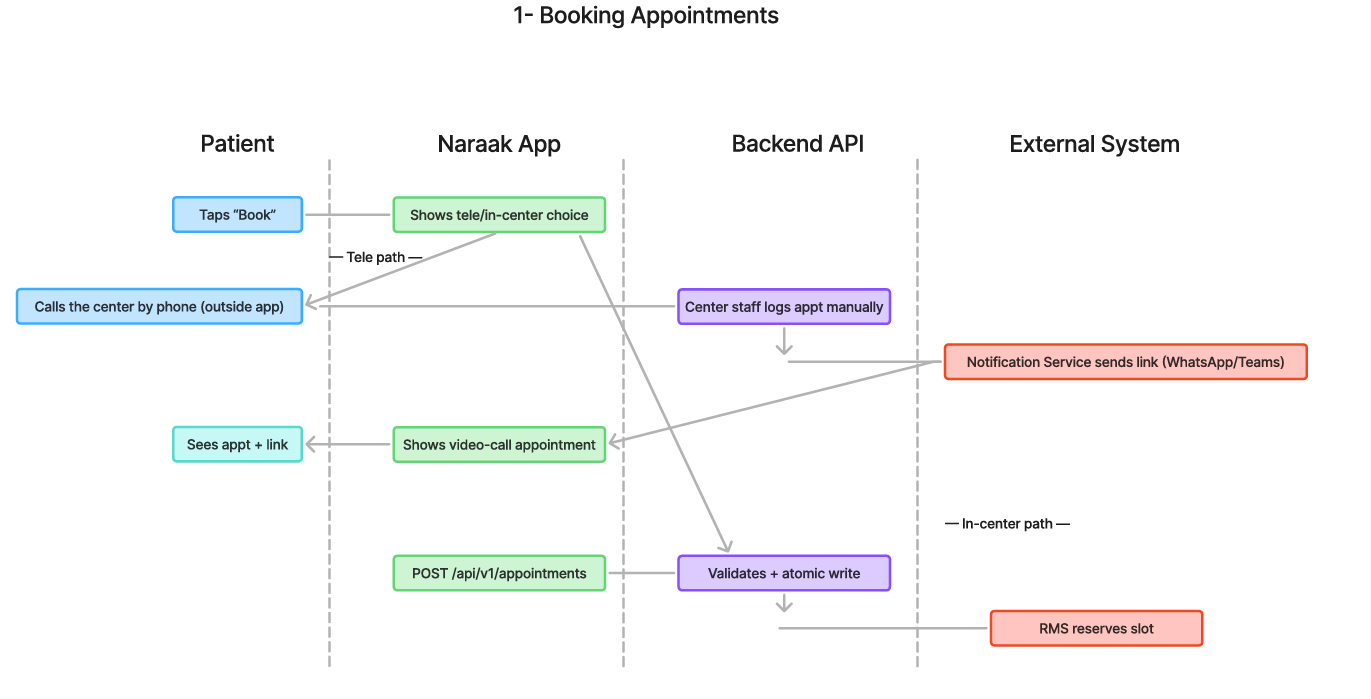 1- Booking Appointments
Patient
Naraak App
Backend API
External System
Taps “Book”
Shows tele/in-center choice
— Tele path —
Calls the center by phone (outside app)
Center staff logs appt manually
Notification Service sends link (WhatsApp/Teams)
Sees appt + link
Shows video-call appointment
— In-center path —
POST /api/v1/appointments
Validates + atomic write
RMS reserves slot